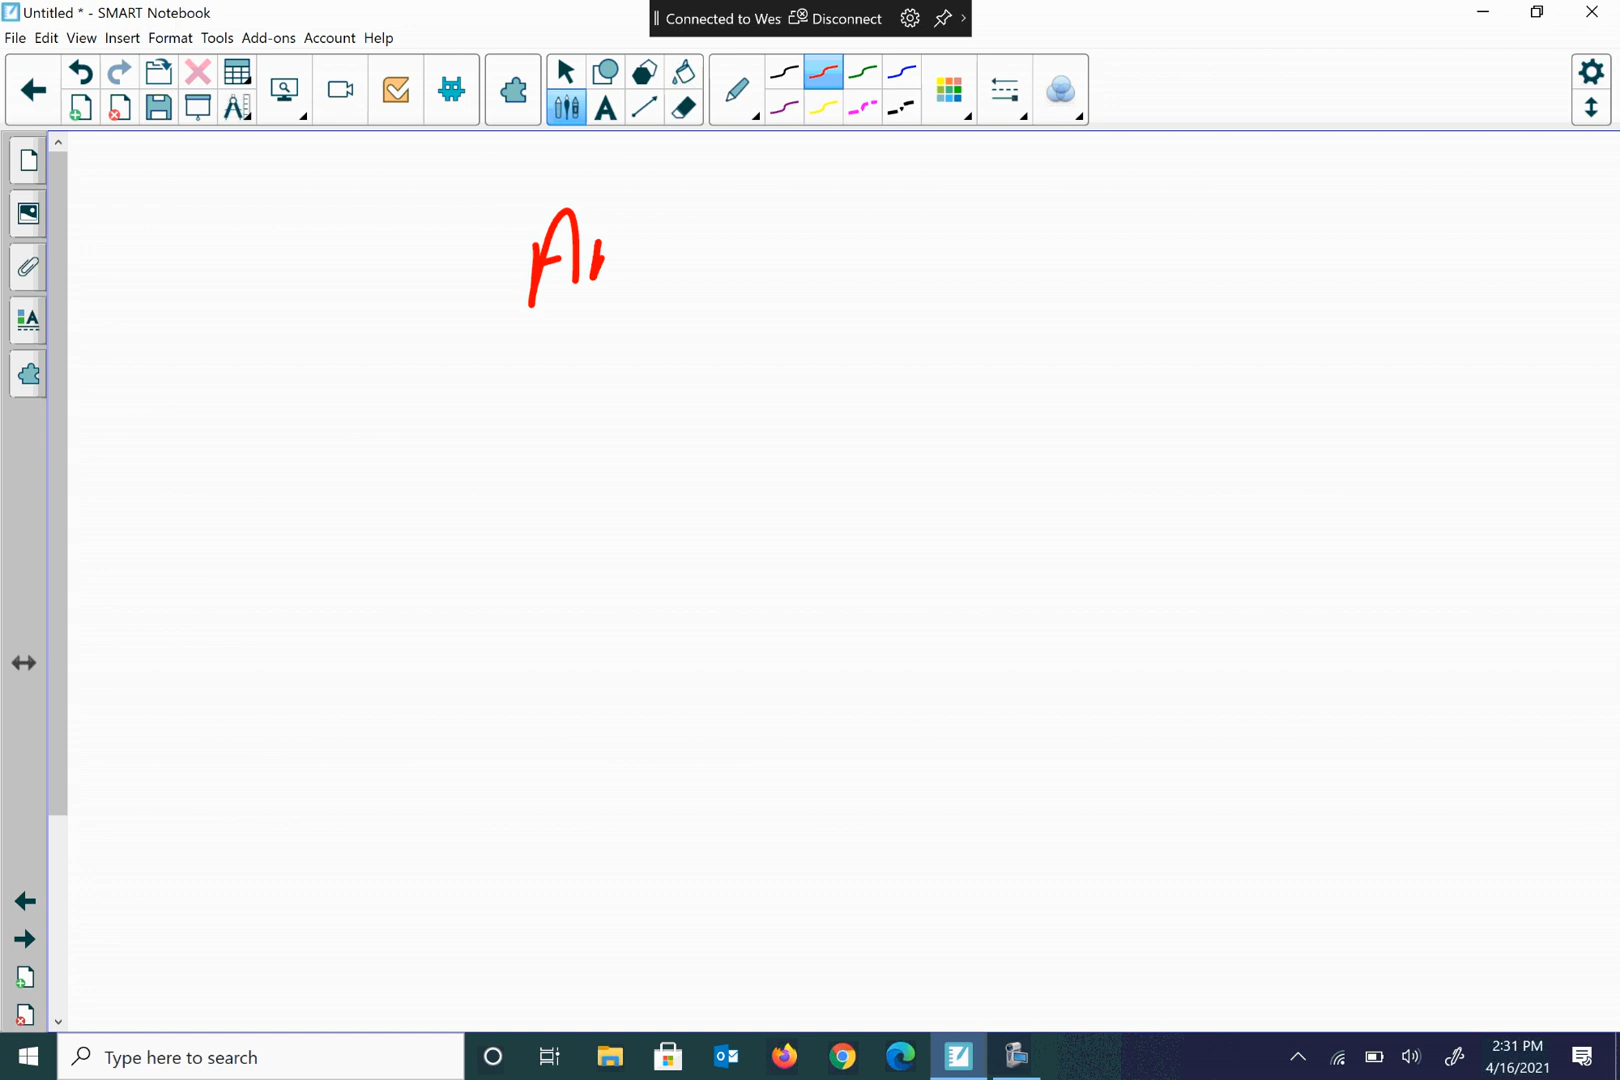 Untitled * - SMART Notebook
Connected to Wes
Disconnect
File Edit View Insert Format Tools Add-ons Account Help
Type here to search
2:31 PM
4/16/2021